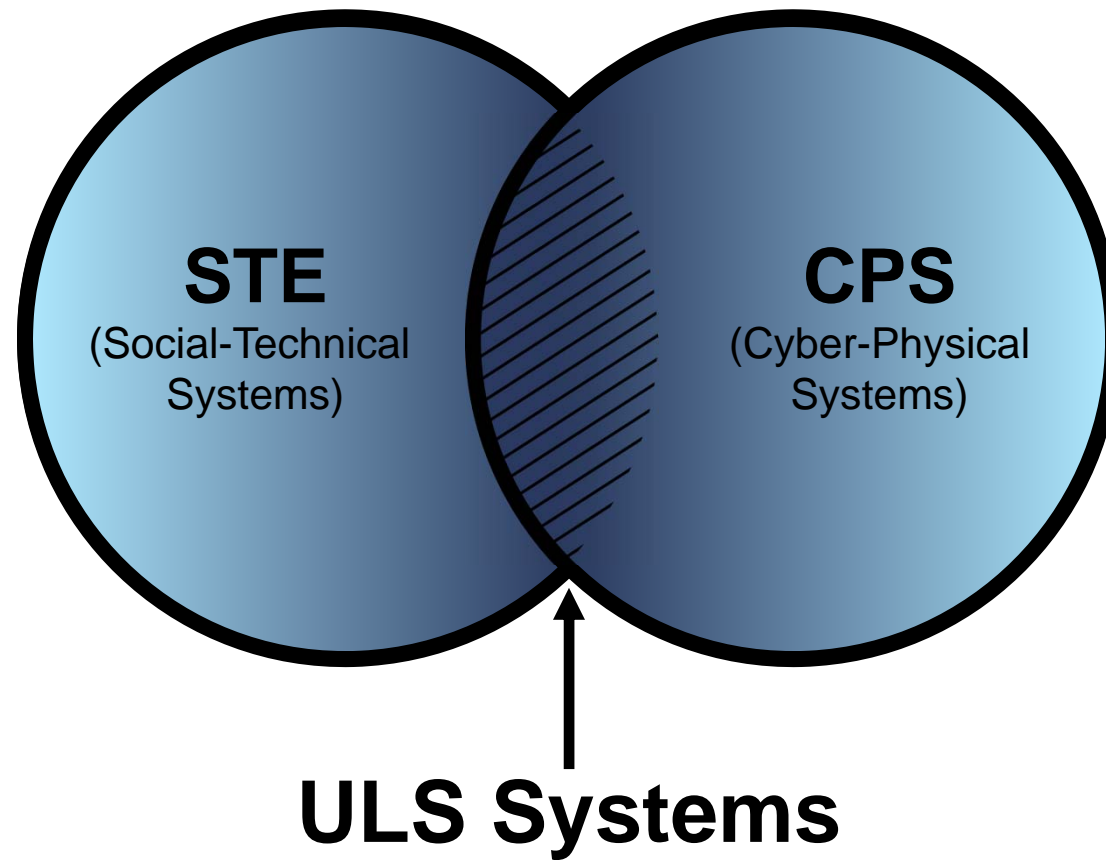 STE
(Social-Technical
Systems)
CPS
(Cyber-Physical
Systems)
ULS Systems